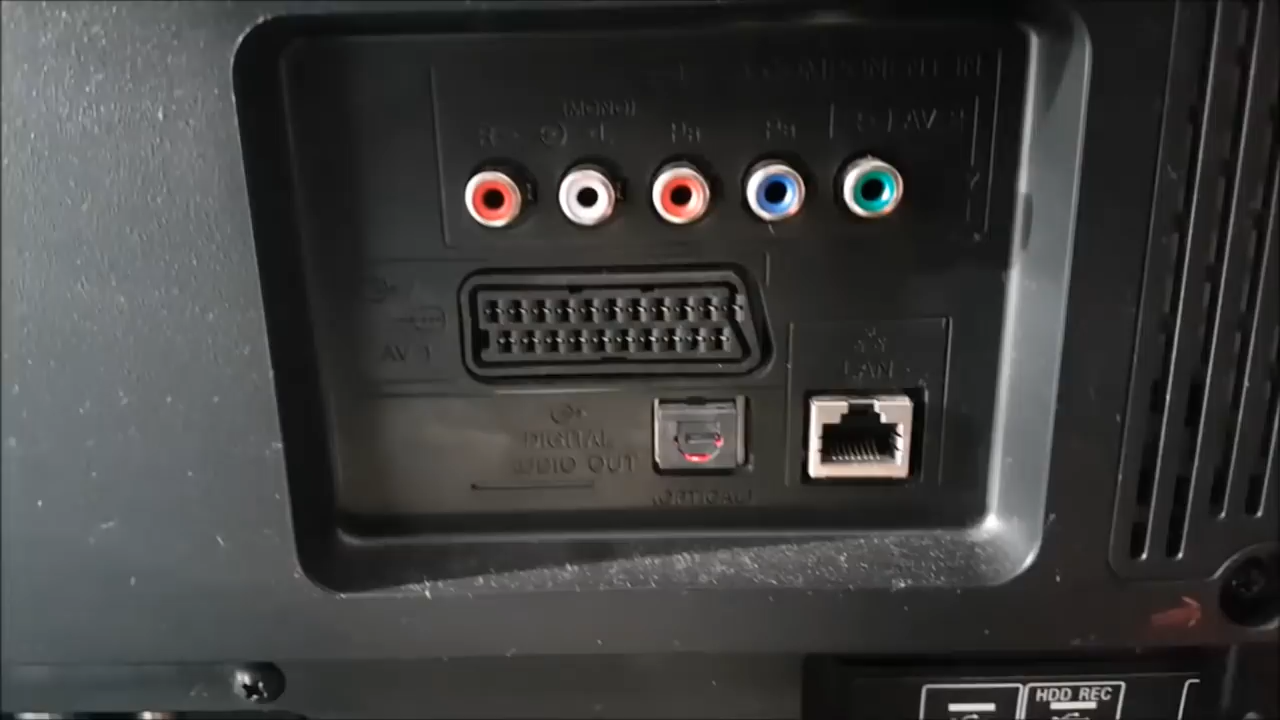 COMPONENT IN
(MONO)
R L PR PB
AV 1
LAN
DIGITAL
AUDIO OUT
(OPTICAL)
HDD REC